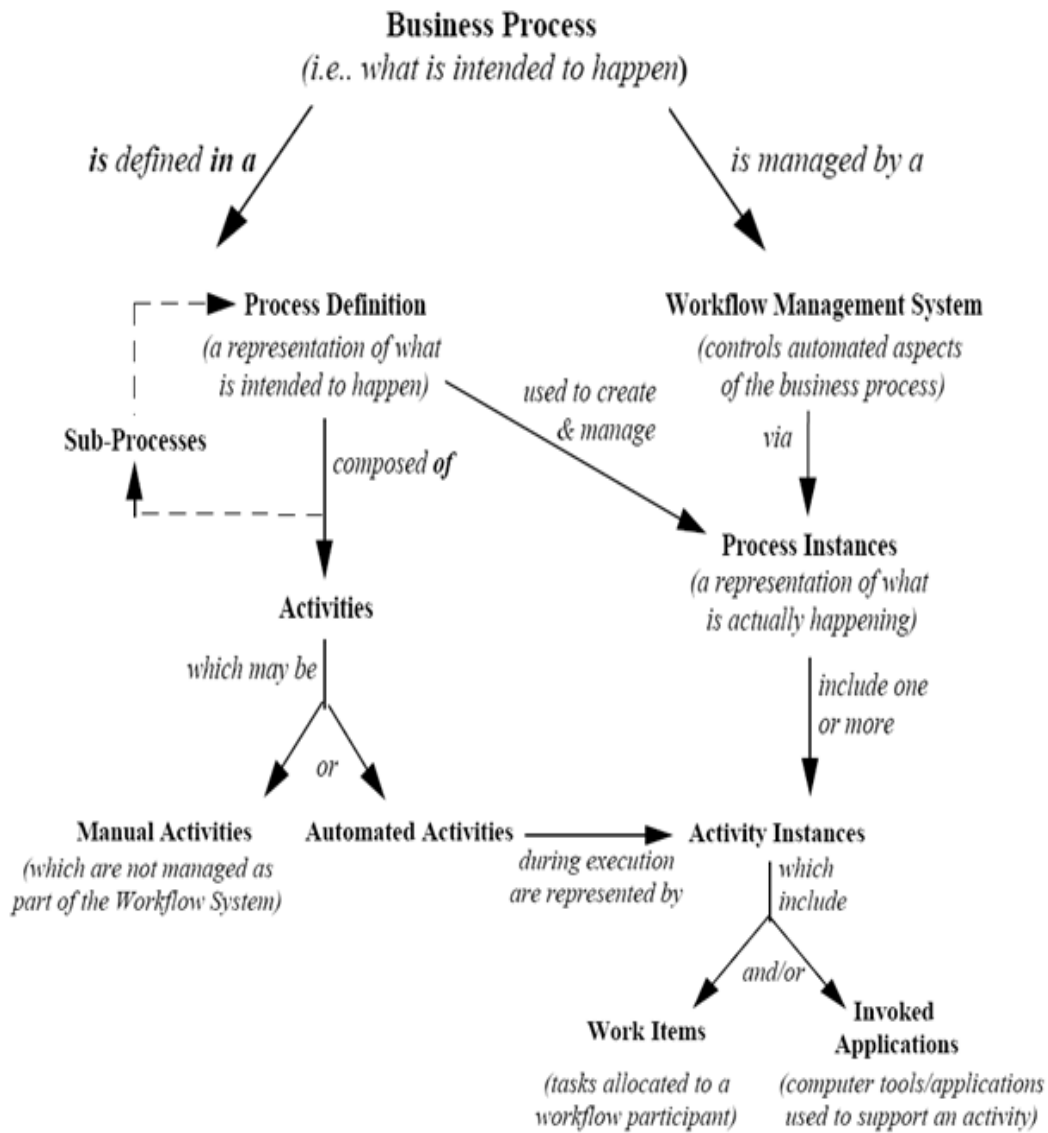 Business Process
(i.e.. what is intended to happen)
is defined in a
is managed by a
Process Definition
(a representation of what
is intended to happen)
Workflow Management System
(controls automated aspects
of the business process)
used to create
& manage
via
Sub-Processes
composed of
Process Instances
(a representation of what
is actually happening)
Activities
which may be
include one
or more
or
Manual Activities
(which are not managed as
part of the Workflow System)
Automated Activities
during execution
are represented by
Activity Instances
which
include
and/or
Work Items
(tasks allocated to a
workflow participant)
Invoked
Applications
(computer tools/applications
used to support an activity)